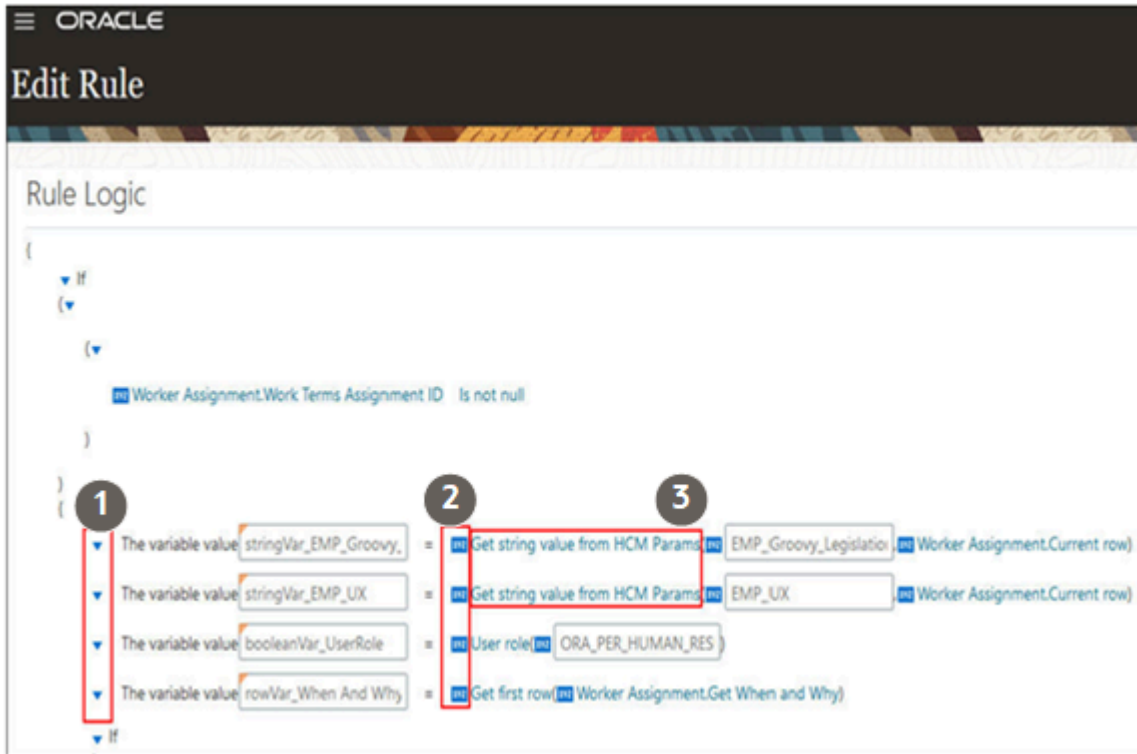 ORACLE
Edit Rule
Rule Logic
{
If
(
(
Worker Assignment.Work Terms Assignment ID Is not null
)
)
{
1 2 3
The variable value stringVar_EMP_Groovy_ = Get string value from HCM Params( EMP_Groovy_Legislatio , Worker Assignment.Current row)
The variable value stringVar_EMP_UX = Get string value from HCM Params( EMP_UX , Worker Assignment.Current row)
The variable value booleanVar_UserRole = User role( ORA_PER_HUMAN_RES )
The variable value rowVar_When And Why = Get first row( Worker Assignment.Get When and Why)
If